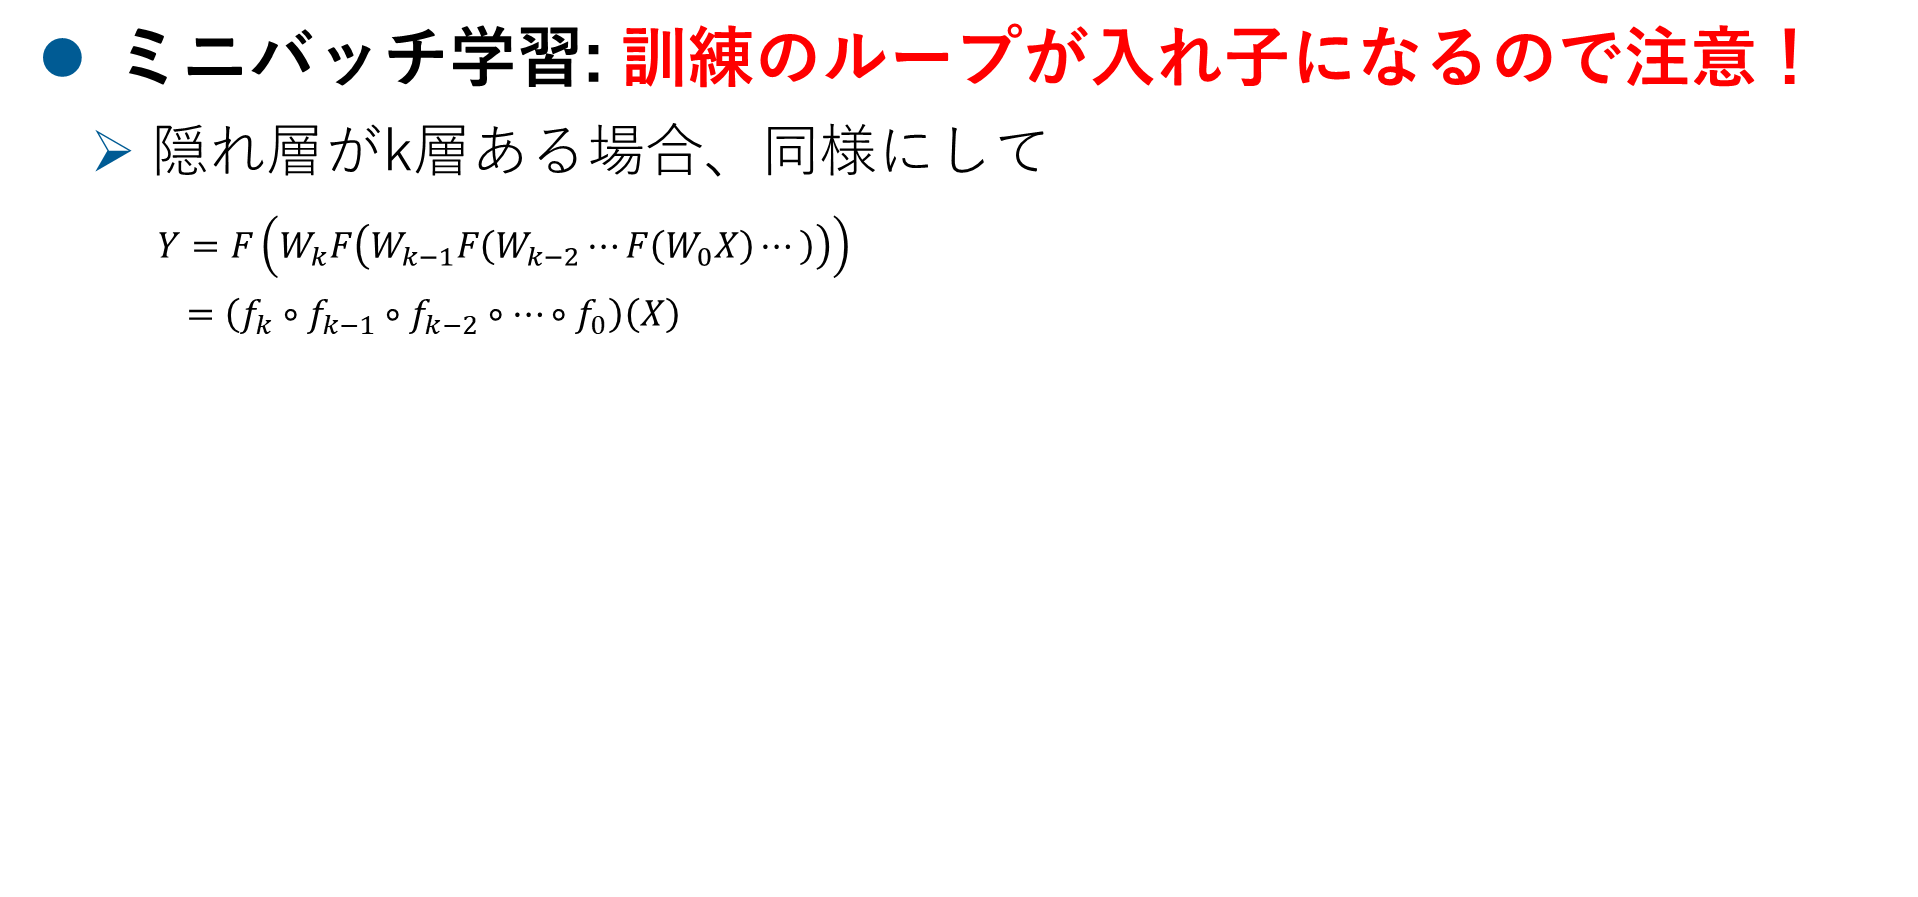 ● ミニバッチ学習: 訓練のループが入れ子になるので注意！
➢ 隠れ層がk層ある場合、同様にして
Y = F(W_k F(W_{k−1} F(W_{k−2} ⋯ F(W_0 X) ⋯ )))
= (f_k ∘ f_{k−1} ∘ f_{k−2} ∘ ⋯ ∘ f_0)(X)